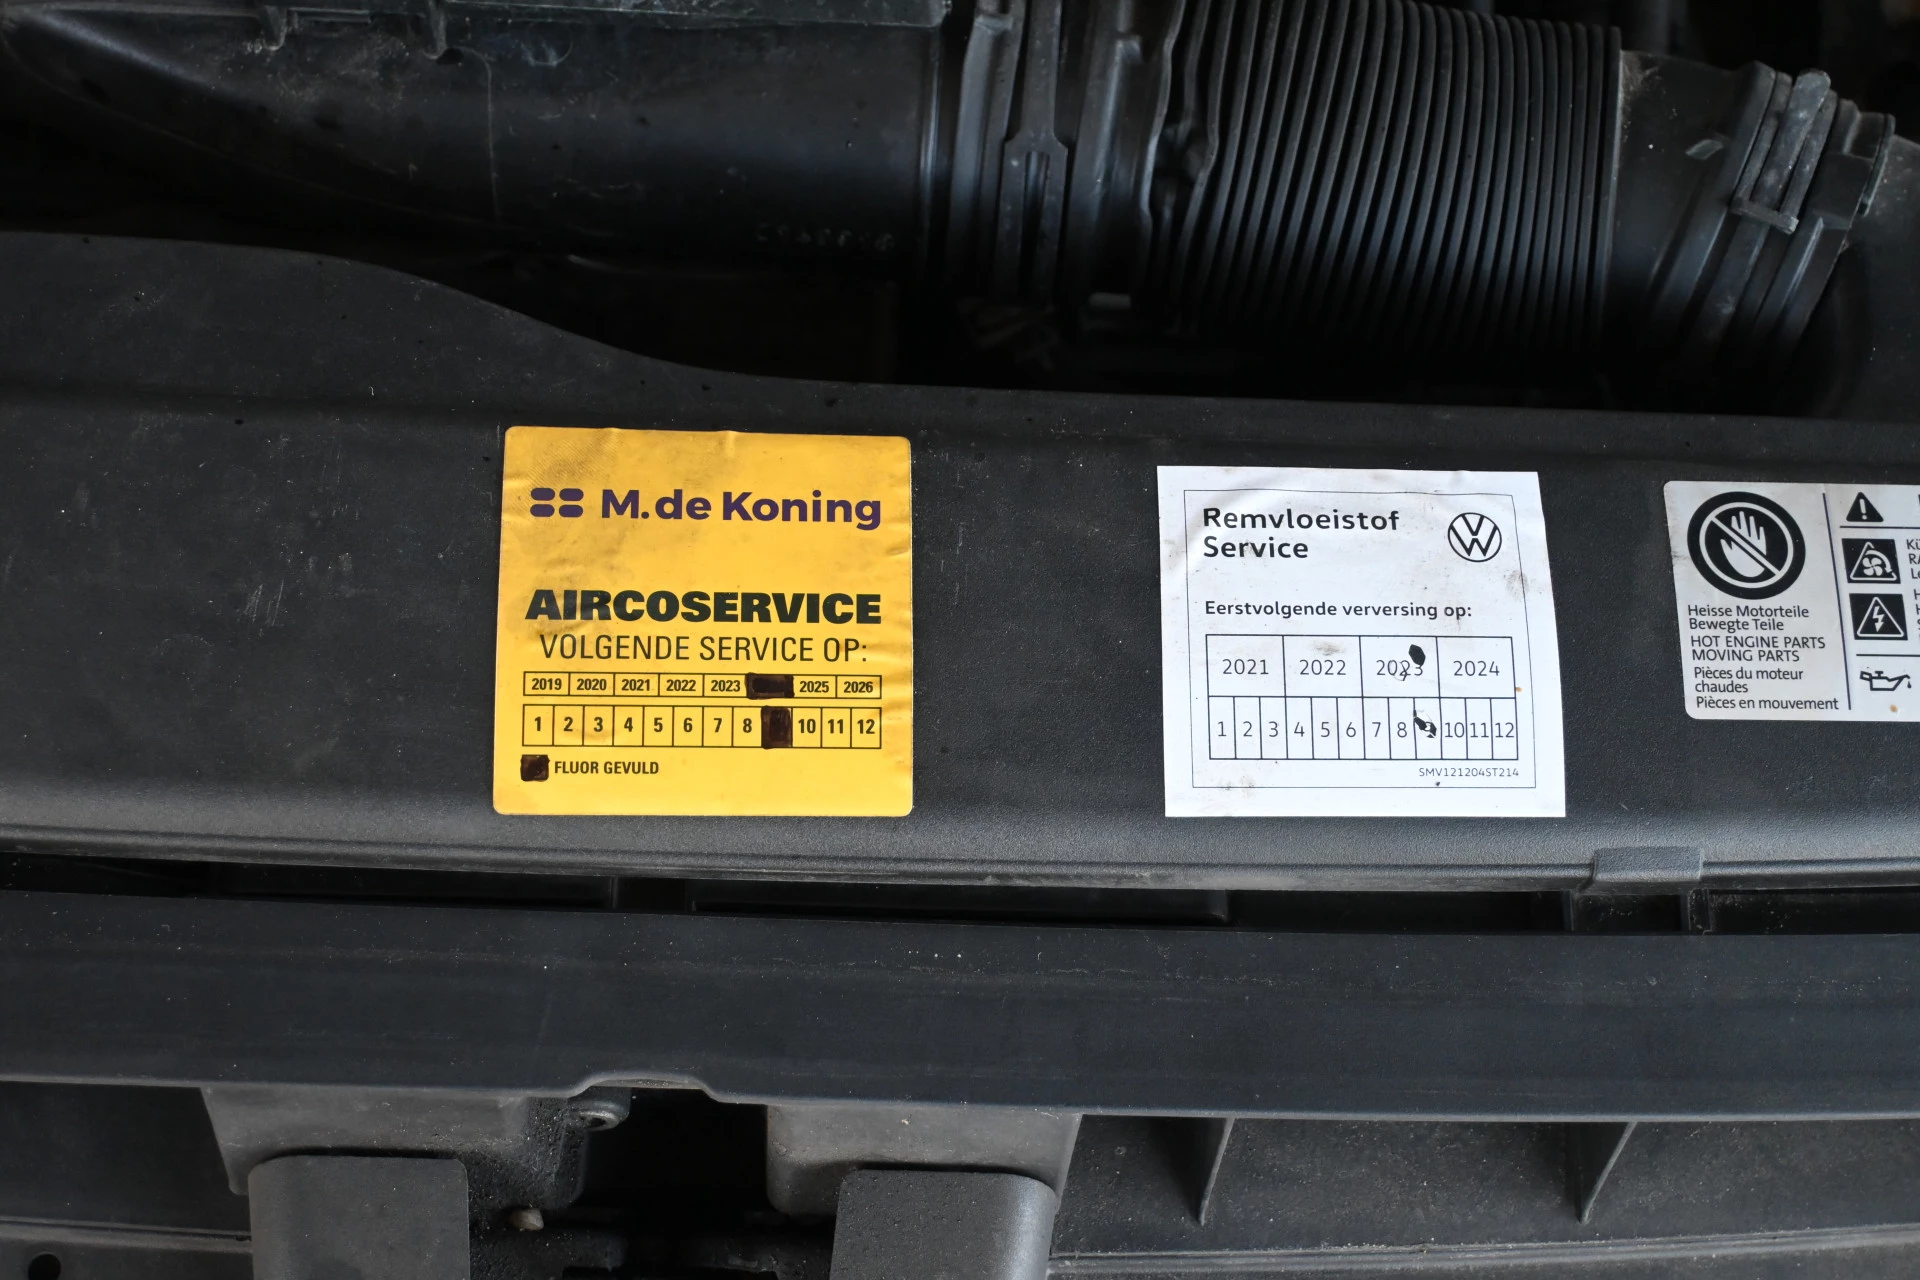 M. de Koning
AIRCOSERVICE
VOLGENDE SERVICE OP:
2019 2020 2021 2022 2023 2025 2026
1 2 3 4 5 6 7 8 10 11 12
FLUOR GEVULD
Remvloeistof
Service
Eerstvolgende verversing op:
2021 2022 2023 2024
1 2 3 4 5 6 7 8 9 10 11 12
SMV121204ST214
Heisse Motorteile
Bewegte Teile
HOT ENGINE PARTS
MOVING PARTS
Pièces du moteur
chaudes
Pièces en mouvement